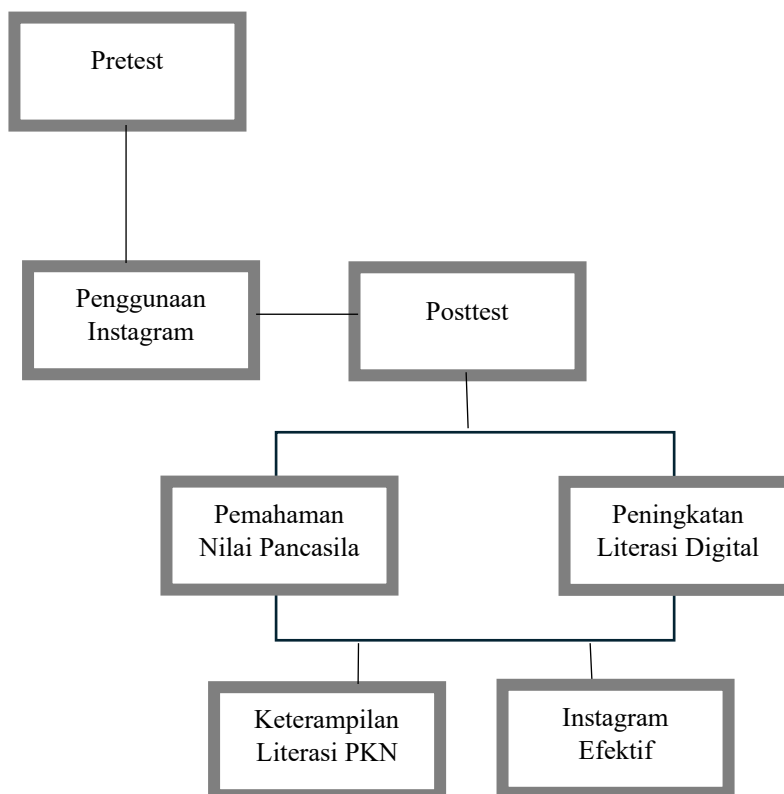 Pretest
Penggunaan
Instagram
Posttest
Pemahaman
Nilai Pancasila
Peningkatan
Literasi Digital
Keterampilan
Literasi PKN
Instagram
Efektif